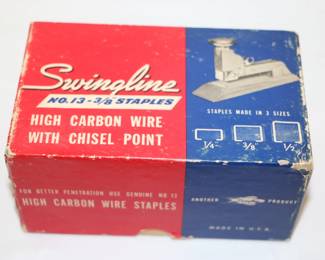 Swingline
NO. 13 - 3/8 STAPLES
HIGH CARBON WIRE
WITH CHISEL POINT
STAPLES MADE IN 3 SIZES
1/4" 3/8" 1/2"
FOR BETTER PENETRATION USE GENUINE NO. 13
HIGH CARBON WIRE STAPLES
ANOTHER PRODUCT
MADE IN U.S.A.